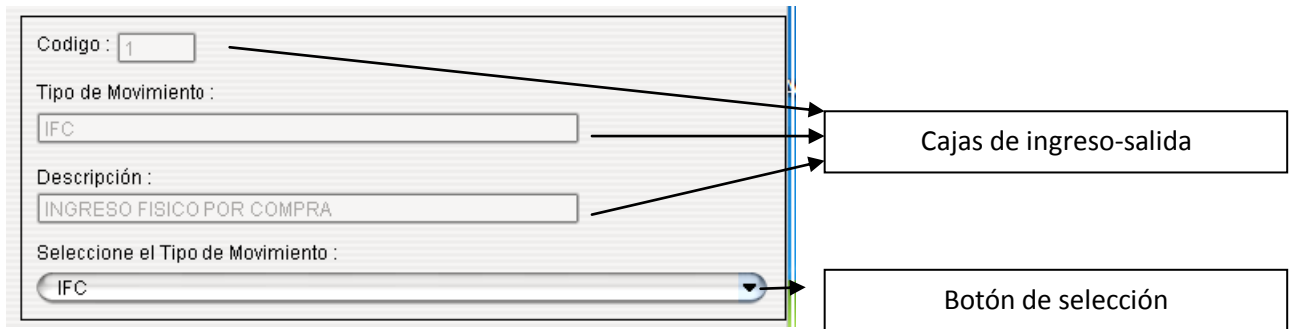 Codigo : 1
Tipo de Movimiento :
IFC
Cajas de ingreso-salida
Descripción :
INGRESO FISICO POR COMPRA
Seleccione el Tipo de Movimiento :
IFC
Botón de selección